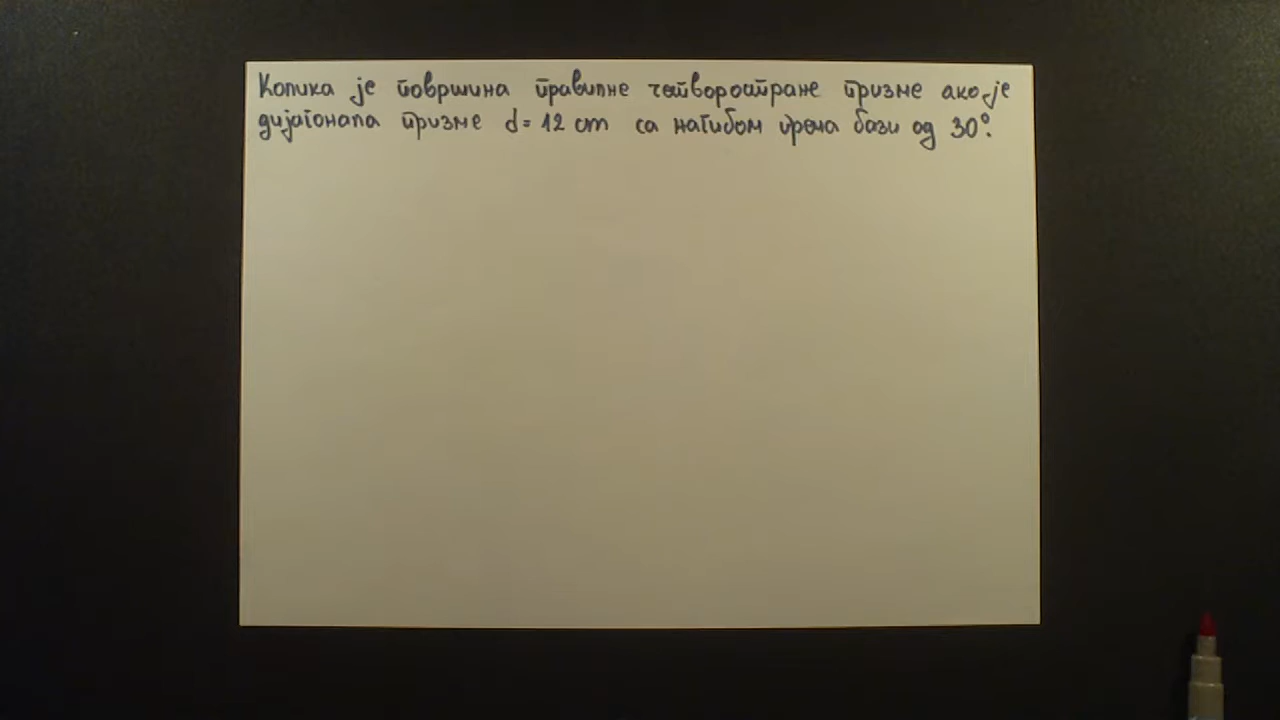 Колика је површина правилне четворостране призме ако је
дијагонала призме d = 12 cm са нагибом према бази од 30°.